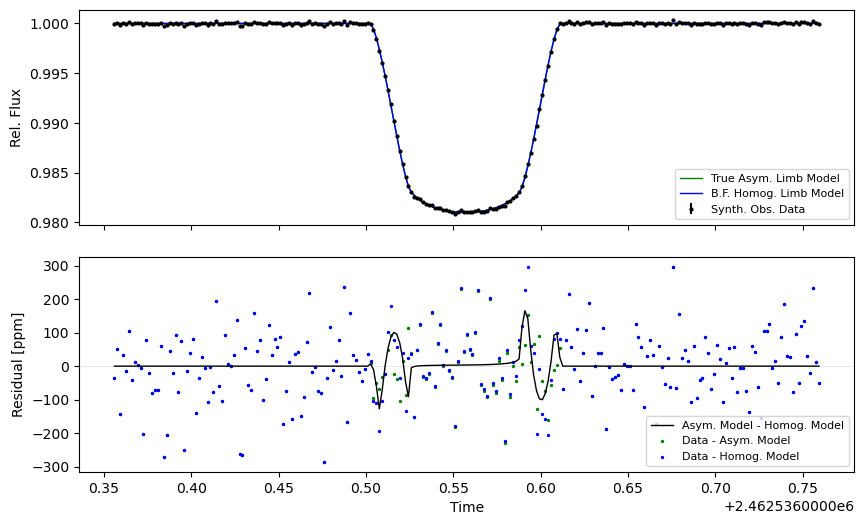 1.000
0.995
0.990
0.985
0.980
Rel. Flux
True Asym. Limb Model
B.F. Homog. Limb Model
Synth. Obs. Data
300
200
100
0
−100
−200
−300
Residual [ppm]
Asym. Model - Homog. Model
Data - Asym. Model
Data - Homog. Model
0.35 0.40 0.45 0.50 0.55 0.60 0.65 0.70 0.75
Time
+2.4625360000e6